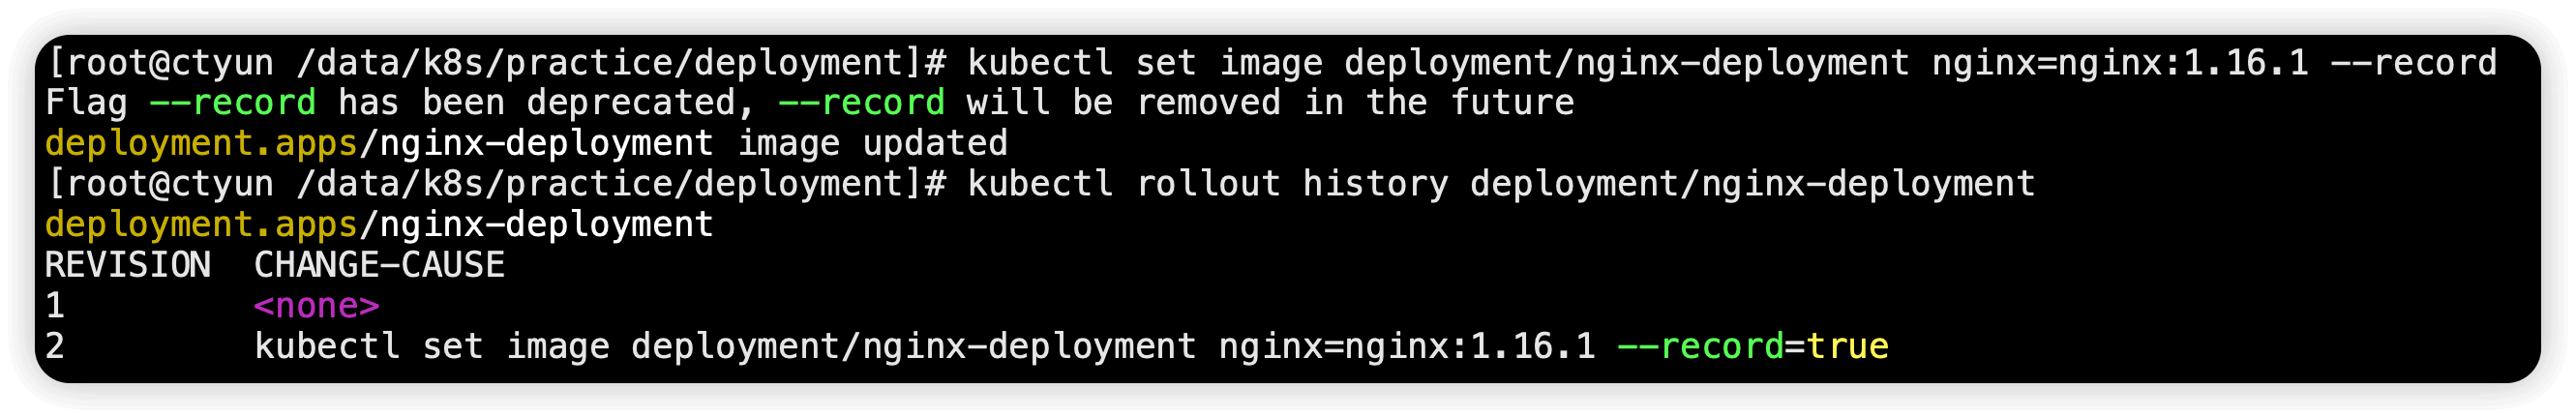 [root@ctyun /data/k8s/practice/deployment]# kubectl set image deployment/nginx-deployment nginx=nginx:1.16.1 --record
Flag --record has been deprecated, --record will be removed in the future
deployment.apps/nginx-deployment image updated
[root@ctyun /data/k8s/practice/deployment]# kubectl rollout history deployment/nginx-deployment
deployment.apps/nginx-deployment
REVISION  CHANGE-CAUSE
1         <none>
2         kubectl set image deployment/nginx-deployment nginx=nginx:1.16.1 --record=true